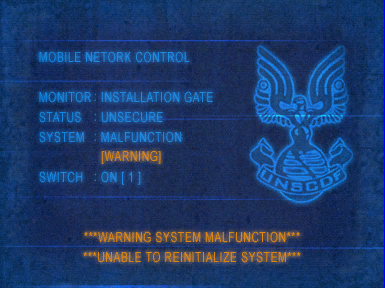 MOBILE NETORK CONTROL
MONITOR : INSTALLATION GATE
STATUS : UNSECURE
SYSTEM : MALFUNCTION
[WARNING]
SWITCH : ON [ 1 ]
UNSCDF
***WARNING SYSTEM MALFUNCTION***
***UNABLE TO REINITIALIZE SYSTEM***